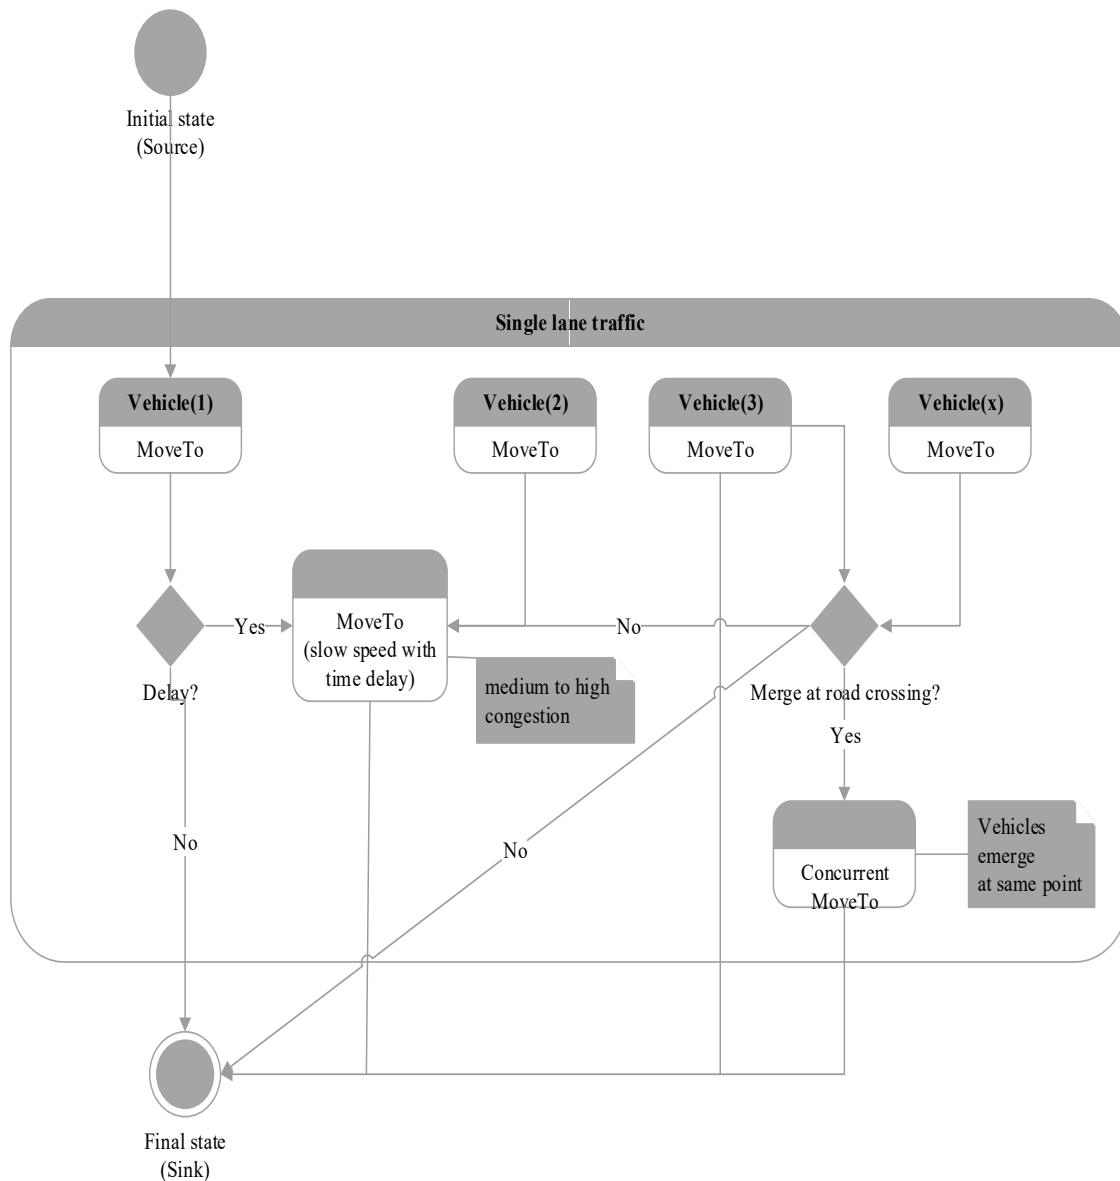 Initial state
(Source)
Single lane traffic
Vehicle(1)
MoveTo
Vehicle(2)
MoveTo
Vehicle(3)
MoveTo
Vehicle(x)
MoveTo
Delay?
Yes
MoveTo
(slow speed with
time delay)
medium to high
congestion
No
Merge at road crossing?
Yes
No
No
Concurrent
MoveTo
Vehicles
emerge
at same point
Final state
(Sink)